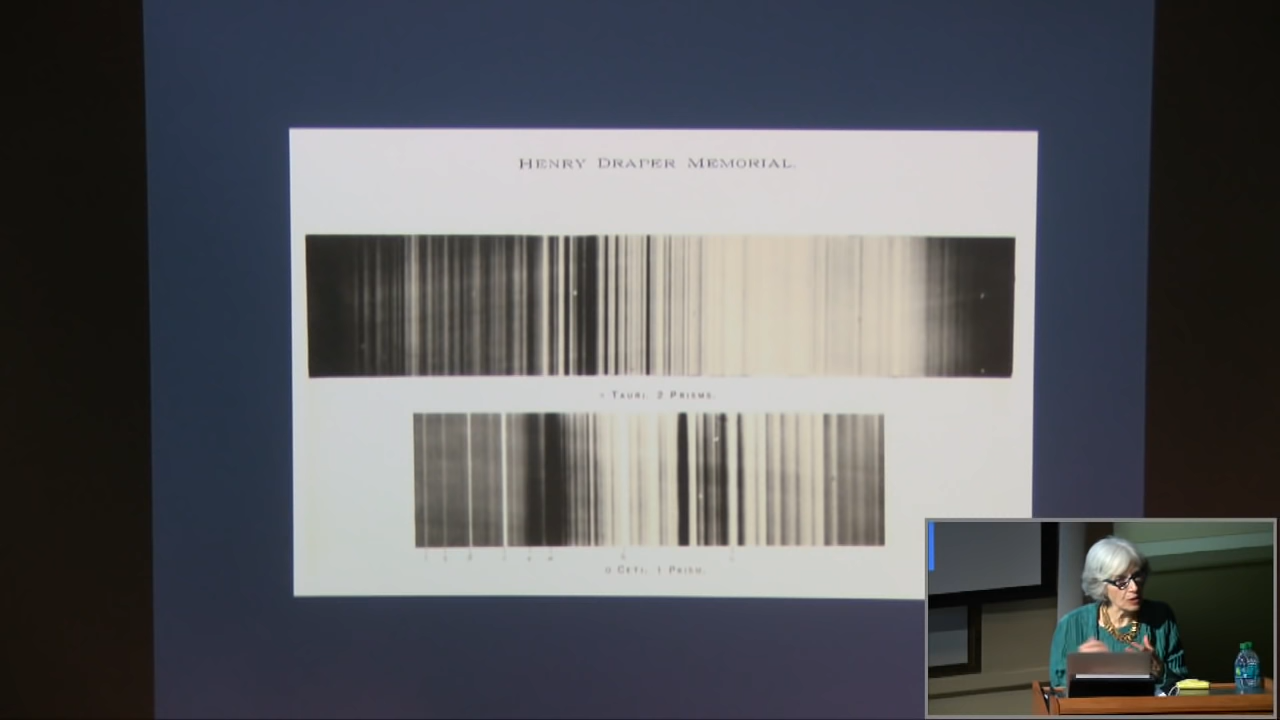 HENRY DRAPER MEMORIAL.
TAURI. 2 PRISMS.
o CETI. 1 PRISM.